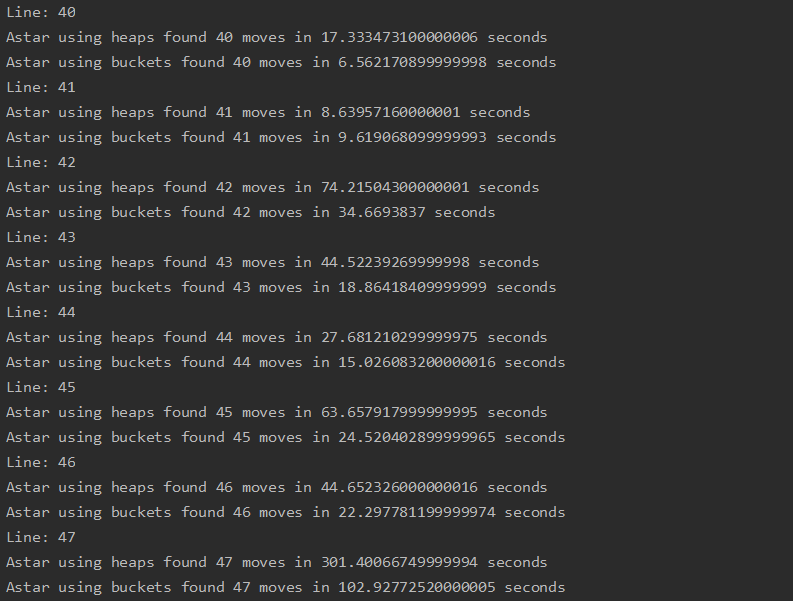 Line: 40
Astar using heaps found 40 moves in 17.333473100000006 seconds
Astar using buckets found 40 moves in 6.562170899999998 seconds
Line: 41
Astar using heaps found 41 moves in 8.63957160000001 seconds
Astar using buckets found 41 moves in 9.619068099999993 seconds
Line: 42
Astar using heaps found 42 moves in 74.21504300000001 seconds
Astar using buckets found 42 moves in 34.6693837 seconds
Line: 43
Astar using heaps found 43 moves in 44.52239269999998 seconds
Astar using buckets found 43 moves in 18.86418409999999 seconds
Line: 44
Astar using heaps found 44 moves in 27.681210299999975 seconds
Astar using buckets found 44 moves in 15.026083200000016 seconds
Line: 45
Astar using heaps found 45 moves in 63.657917999999995 seconds
Astar using buckets found 45 moves in 24.520402899999965 seconds
Line: 46
Astar using heaps found 46 moves in 44.652326000000016 seconds
Astar using buckets found 46 moves in 22.297781199999974 seconds
Line: 47
Astar using heaps found 47 moves in 301.40066749999994 seconds
Astar using buckets found 47 moves in 102.92772520000005 seconds